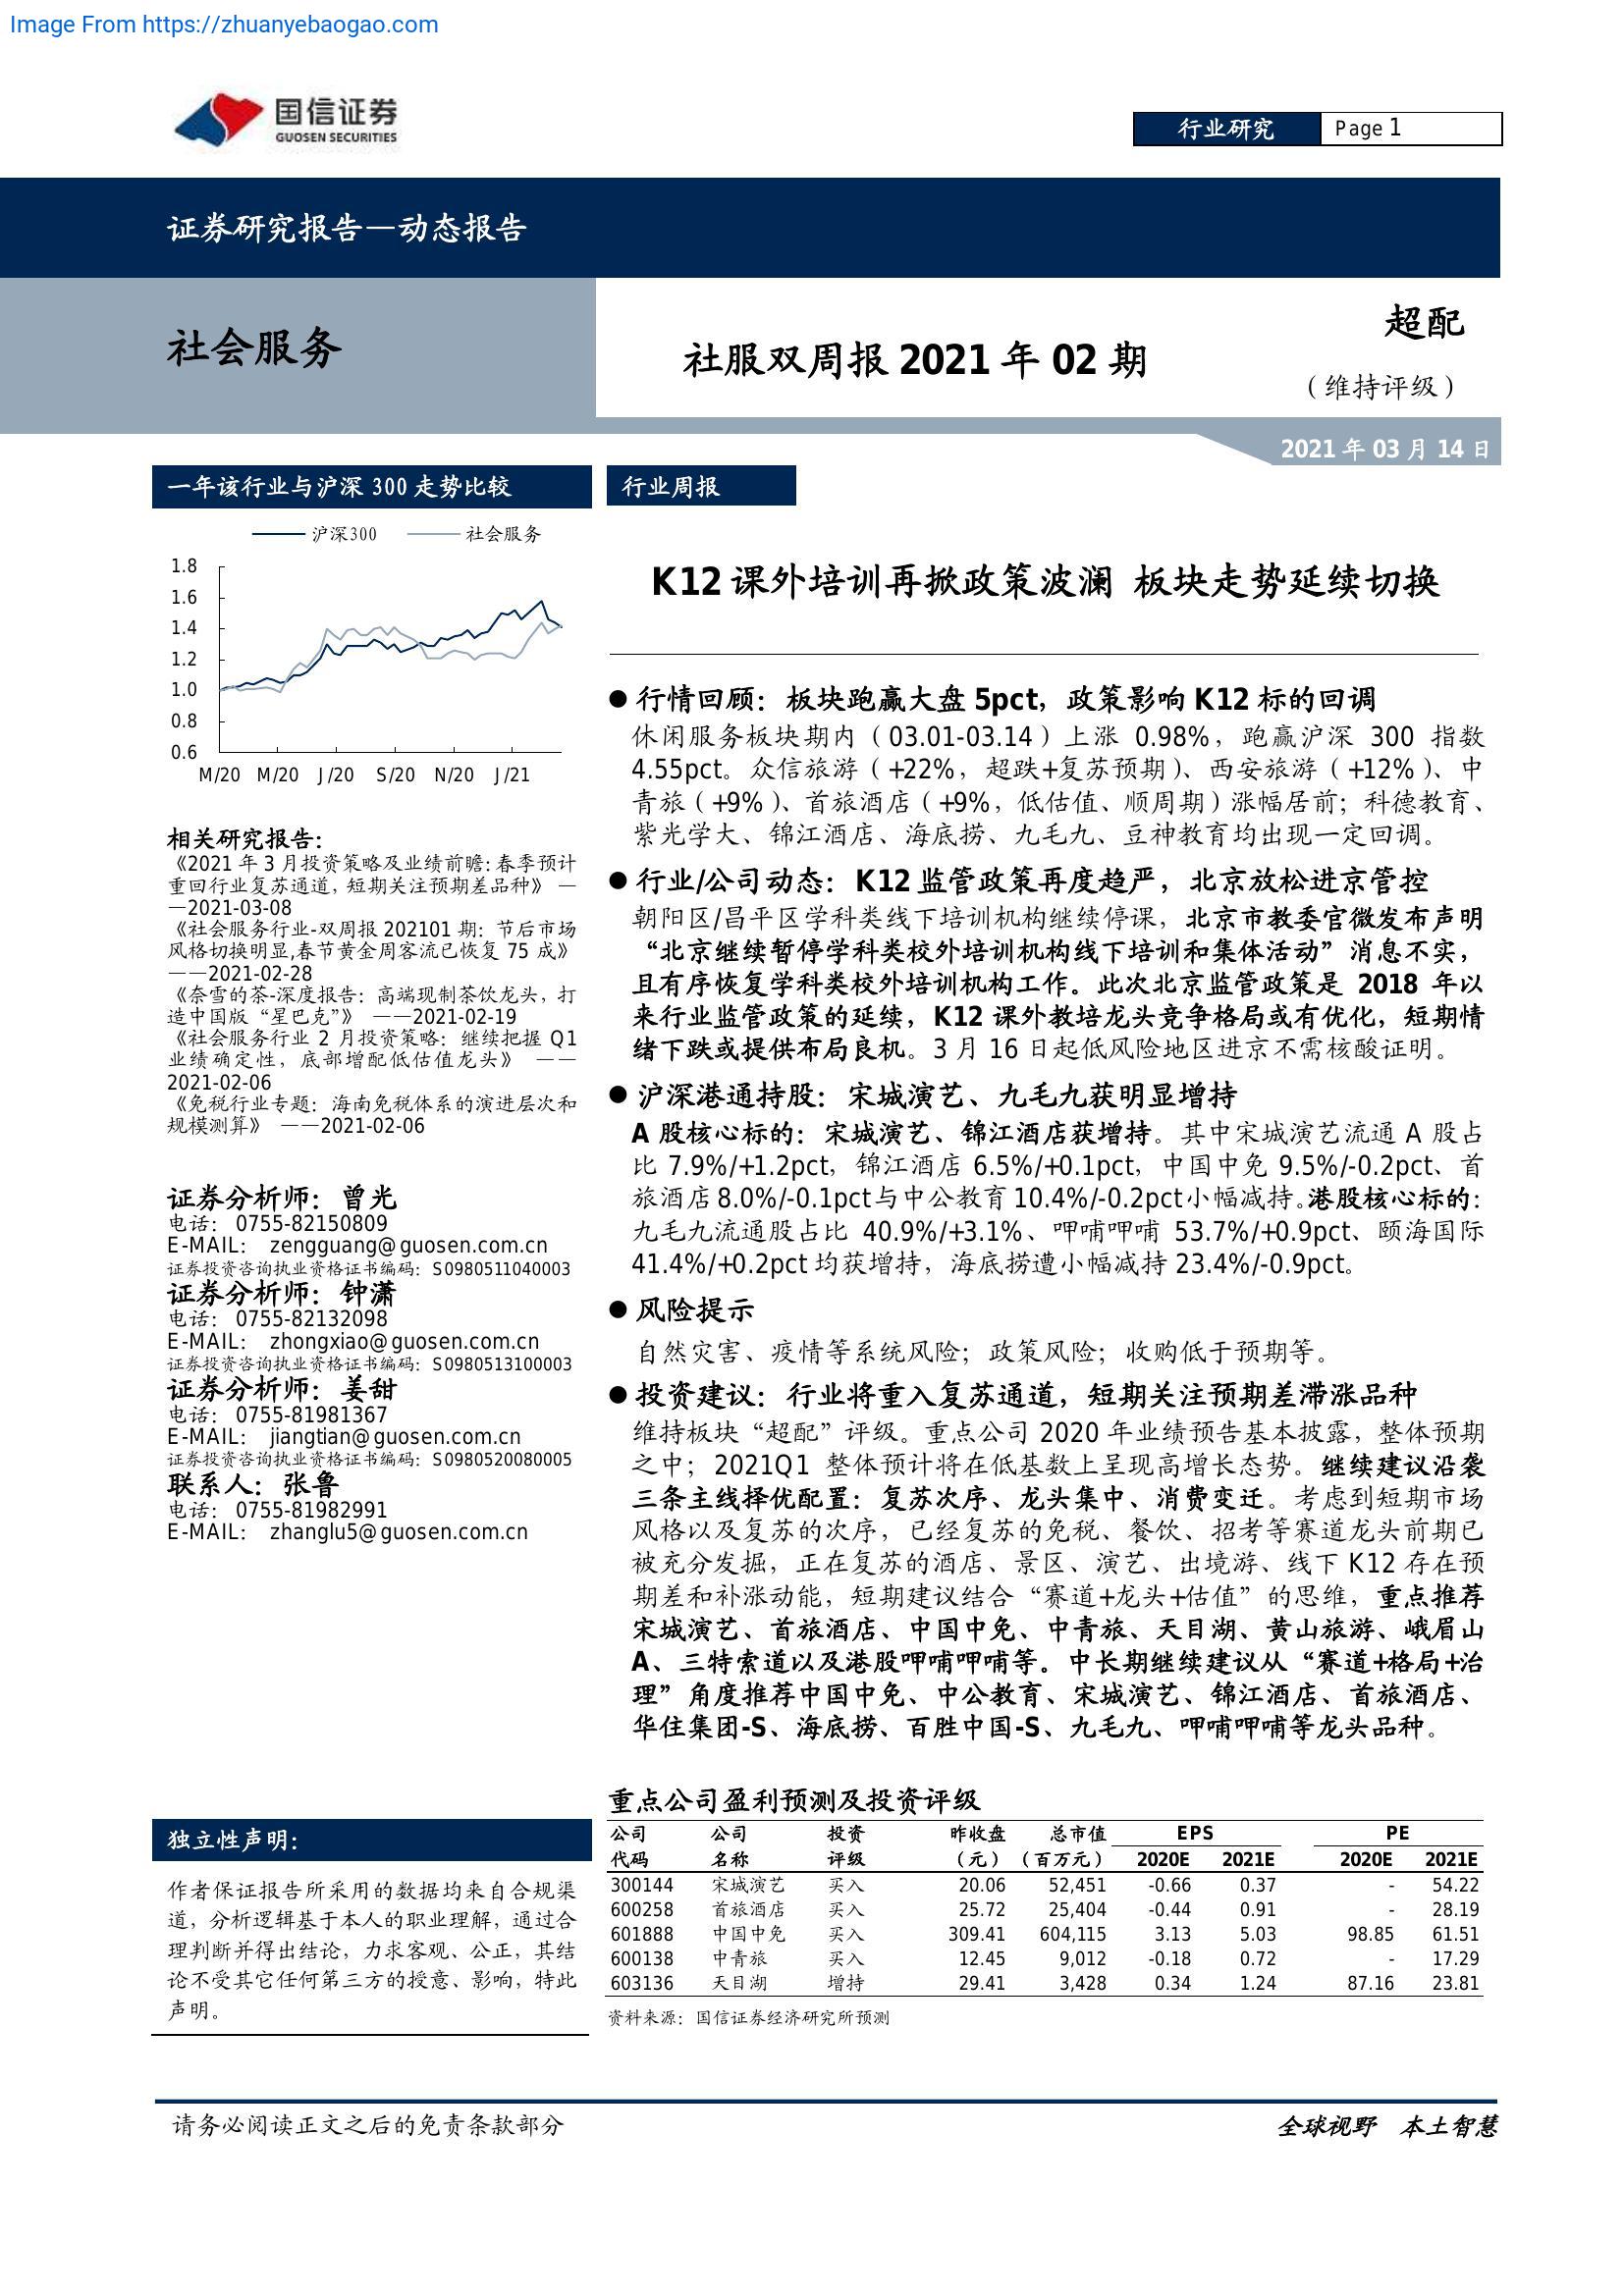 Image From https://zhuanyebaogao.com
国信证券
GUOSEN SECURITIES
行业研究
Page 1
证券研究报告—动态报告
社会服务
社服双周报 2021 年 02 期
超配
（维持评级）
2021 年 03 月 14 日
一年该行业与沪深 300 走势比较
沪深300 社会服务
1.8
1.6
1.4
1.2
1.0
0.8
0.6
M/20 M/20 J/20 S/20 N/20 J/21
相关研究报告：
《2021 年 3 月投资策略及业绩前瞻：春季预计
重回行业复苏通道，短期关注预期差品种》 —
—2021-03-08
《社会服务行业-双周报 202101 期：节后市场
风格切换明显,春节黄金周客流已恢复 75 成》
——2021-02-28
《奈雪的茶-深度报告：高端现制茶饮龙头，打
造中国版“星巴克”》 ——2021-02-19
《社会服务行业 2 月投资策略：继续把握 Q1
业绩确定性，底部增配低估值龙头》 ——
2021-02-06
《免税行业专题：海南免税体系的演进层次和
规模测算》 ——2021-02-06
证券分析师：曾光
电话： 0755-82150809
E-MAIL： zengguang@guosen.com.cn
证券投资咨询执业资格证书编码：S0980511040003
证券分析师：钟潇
电话： 0755-82132098
E-MAIL： zhongxiao@guosen.com.cn
证券投资咨询执业资格证书编码：S0980513100003
证券分析师：姜甜
电话： 0755-81981367
E-MAIL： jiangtian@guosen.com.cn
证券投资咨询执业资格证书编码：S0980520080005
联系人：张鲁
电话： 0755-81982991
E-MAIL： zhanglu5@guosen.com.cn
独立性声明：
作者保证报告所采用的数据均来自合规渠
道，分析逻辑基于本人的职业理解，通过合
理判断并得出结论，力求客观、公正，其结
论不受其它任何第三方的授意、影响，特此
声明。
行业周报
K12 课外培训再掀政策波澜 板块走势延续切换
● 行情回顾：板块跑赢大盘 5pct，政策影响 K12 标的回调
休闲服务板块期内（03.01-03.14）上涨 0.98%，跑赢沪深 300 指数
4.55pct。众信旅游（+22%，超跌+复苏预期）、西安旅游（+12%）、中
青旅（+9%）、首旅酒店（+9%，低估值、顺周期）涨幅居前；科德教育、
紫光学大、锦江酒店、海底捞、九毛九、豆神教育均出现一定回调。
● 行业/公司动态：K12 监管政策再度趋严，北京放松进京管控
朝阳区/昌平区学科类线下培训机构继续停课，北京市教委官微发布声明
“北京继续暂停学科类校外培训机构线下培训和集体活动”消息不实，
且有序恢复学科类校外培训机构工作。此次北京监管政策是 2018 年以
来行业监管政策的延续，K12 课外教培龙头竞争格局或有优化，短期情
绪下跌或提供布局良机。3 月 16 日起低风险地区进京不需核酸证明。
● 沪深港通持股：宋城演艺、九毛九获明显增持
A 股核心标的：宋城演艺、锦江酒店获增持。其中宋城演艺流通 A 股占
比 7.9%/+1.2pct，锦江酒店 6.5%/+0.1pct，中国中免 9.5%/-0.2pct、首
旅酒店 8.0%/-0.1pct 与中公教育 10.4%/-0.2pct 小幅减持。港股核心标的：
九毛九流通股占比 40.9%/+3.1%、呷哺呷哺 53.7%/+0.9pct、颐海国际
41.4%/+0.2pct 均获增持，海底捞遭小幅减持 23.4%/-0.9pct。
● 风险提示
自然灾害、疫情等系统风险；政策风险；收购低于预期等。
● 投资建议：行业将重入复苏通道，短期关注预期差滞涨品种
维持板块“超配”评级。重点公司 2020 年业绩预告基本披露，整体预期
之中；2021Q1 整体预计将在低基数上呈现高增长态势。继续建议沿袭
三条主线择优配置：复苏次序、龙头集中、消费变迁。考虑到短期市场
风格以及复苏的次序，已经复苏的免税、餐饮、招考等赛道龙头前期已
被充分发掘，正在复苏的酒店、景区、演艺、出境游、线下 K12 存在预
期差和补涨动能，短期建议结合“赛道+龙头+估值”的思维，重点推荐
宋城演艺、首旅酒店、中国中免、中青旅、天目湖、黄山旅游、峨眉山
A、三特索道以及港股呷哺呷哺等。中长期继续建议从“赛道+格局+治
理”角度推荐中国中免、中公教育、宋城演艺、锦江酒店、首旅酒店、
华住集团-S、海底捞、百胜中国-S、九毛九、呷哺呷哺等龙头品种。
重点公司盈利预测及投资评级
公司 公司 投资 昨收盘 总市值 EPS PE
代码 名称 评级 （元） （百万元） 2020E 2021E 2020E 2021E
300144 宋城演艺 买入 20.06 52,451 -0.66 0.37 - 54.22
600258 首旅酒店 买入 25.72 25,404 -0.44 0.91 - 28.19
601888 中国中免 买入 309.41 604,115 3.13 5.03 98.85 61.51
600138 中青旅 买入 12.45 9,012 -0.18 0.72 - 17.29
603136 天目湖 增持 29.41 3,428 0.34 1.24 87.16 23.81
资料来源：国信证券经济研究所预测
请务必阅读正文之后的免责条款部分
全球视野 本土智慧